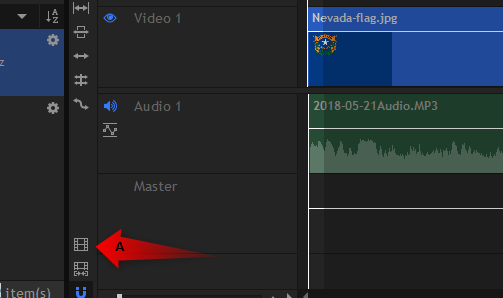 A
Z
Video 1
Nevada-flag.jpg
z
Audio 1
2018-05-21Audio.MP3
Master
A
item(s)